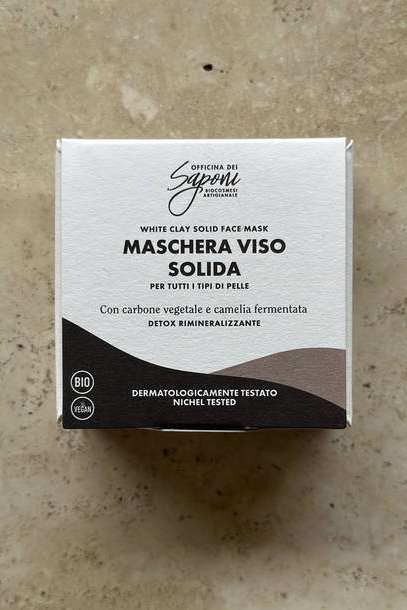 OFFICINA DEI
Saponi
BIOCOSMESI
ARTIGIANALE
WHITE CLAY SOLID FACE MASK
MASCHERA VISO
SOLIDA
PER TUTTI I TIPI DI PELLE
Con carbone vegetale e camelia fermentata
DETOX RIMINERALIZZANTE
BIO
VEGAN
DERMATOLOGICAMENTE TESTATO
NICHEL TESTED